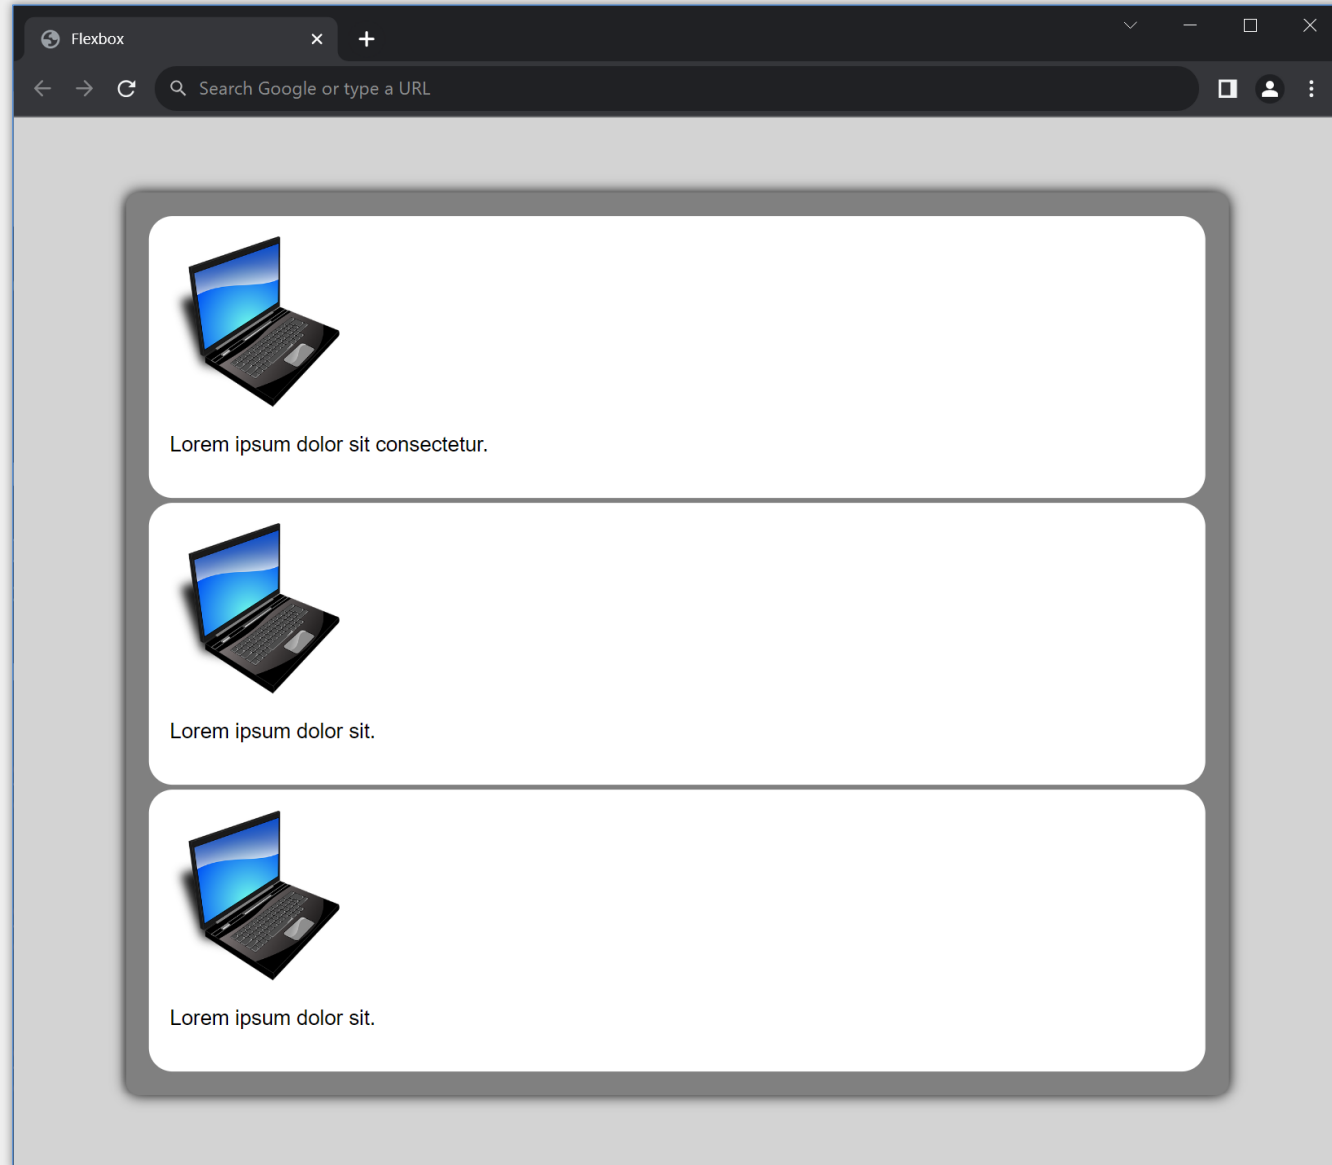 Flexbox
Search Google or type a URL
Lorem ipsum dolor sit consectetur.
Lorem ipsum dolor sit.
Lorem ipsum dolor sit.